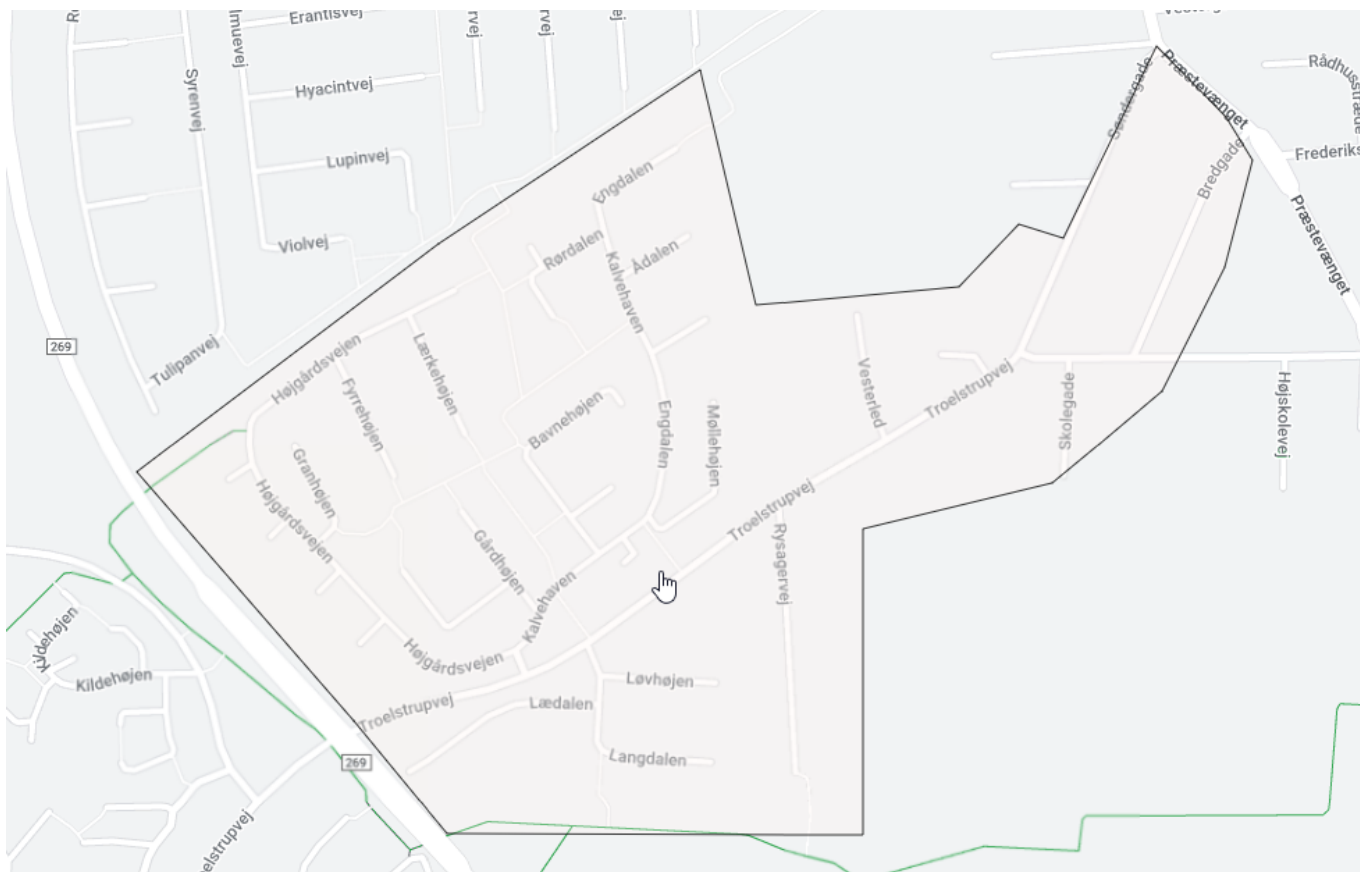 Erantisvej
Hyacintvej
Syrenvej
Lupinvej
Violvej
Tulipanvej
269
Søndergade
Præstevænget
Rådhusstræde
Frederiks
Bredgade
Præstevænget
Engdalen
Rørdalen
Ådalen
Kalvehaven
Højgårdsvejen
Lærkehøjen
Fyrrehøjen
Bavnehøjen
Engdalen
Møllehøjen
Vesterled
Troelstrupvej
Skolegade
Højskolevej
Granhøjen
Højgårdsvejen
Gårdhøjen
Troelstrupvej
Rysagervej
Kalvehaven
Højgårdsvejen
Kildehøjen
Kildehøjen
Løvhøjen
Lædalen
Troelstrupvej
Langdalen
269
elstrupvej